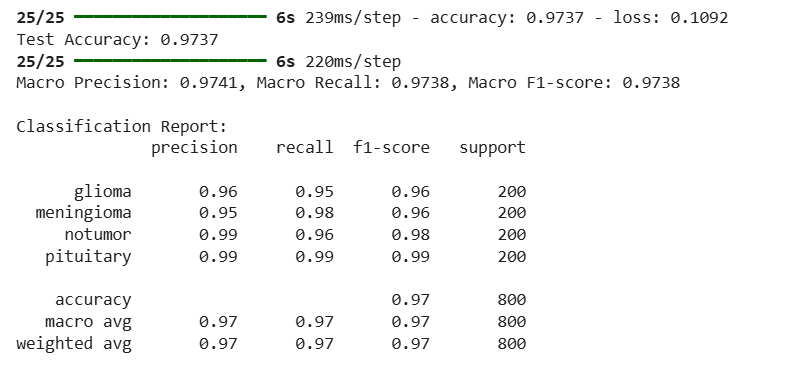 25/25 ━━━━━━━━━━━━━━━━━━━━ 6s 239ms/step - accuracy: 0.9737 - loss: 0.1092
Test Accuracy: 0.9737
25/25 ━━━━━━━━━━━━━━━━━━━━ 6s 220ms/step
Macro Precision: 0.9741, Macro Recall: 0.9738, Macro F1-score: 0.9738
Classification Report:
precision recall f1-score support
glioma 0.96 0.95 0.96 200
meningioma 0.95 0.98 0.96 200
notumor 0.99 0.96 0.98 200
pituitary 0.99 0.99 0.99 200
accuracy 0.97 800
macro avg 0.97 0.97 0.97 800
weighted avg 0.97 0.97 0.97 800